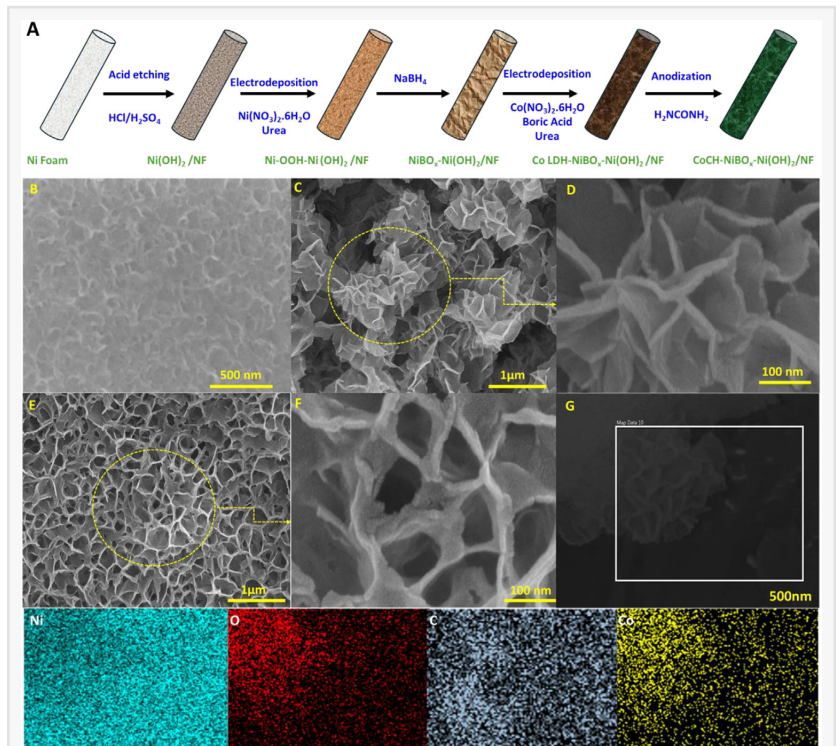 A
Acid etching
HCl/H₂SO₄
Electrodeposition
Ni(NO₃)₂.6H₂O
Urea
NaBH₄
Electrodeposition
Co(NO₃)₂.6H₂O
Boric Acid
Urea
Anodization
H₂NCONH₂
Ni Foam
Ni(OH)₂ /NF
Ni-OOH-Ni (OH)₂ /NF
NiBOₓ-Ni(OH)₂/NF
Co LDH-NiBOₓ-Ni(OH)₂ /NF
CoCH-NiBOₓ-Ni(OH)₂/NF
B
500 nm
C
1µm
D
100 nm
E
1µm
F
100 nm
G
Map Data 10
500nm
Ni
O
C
Co